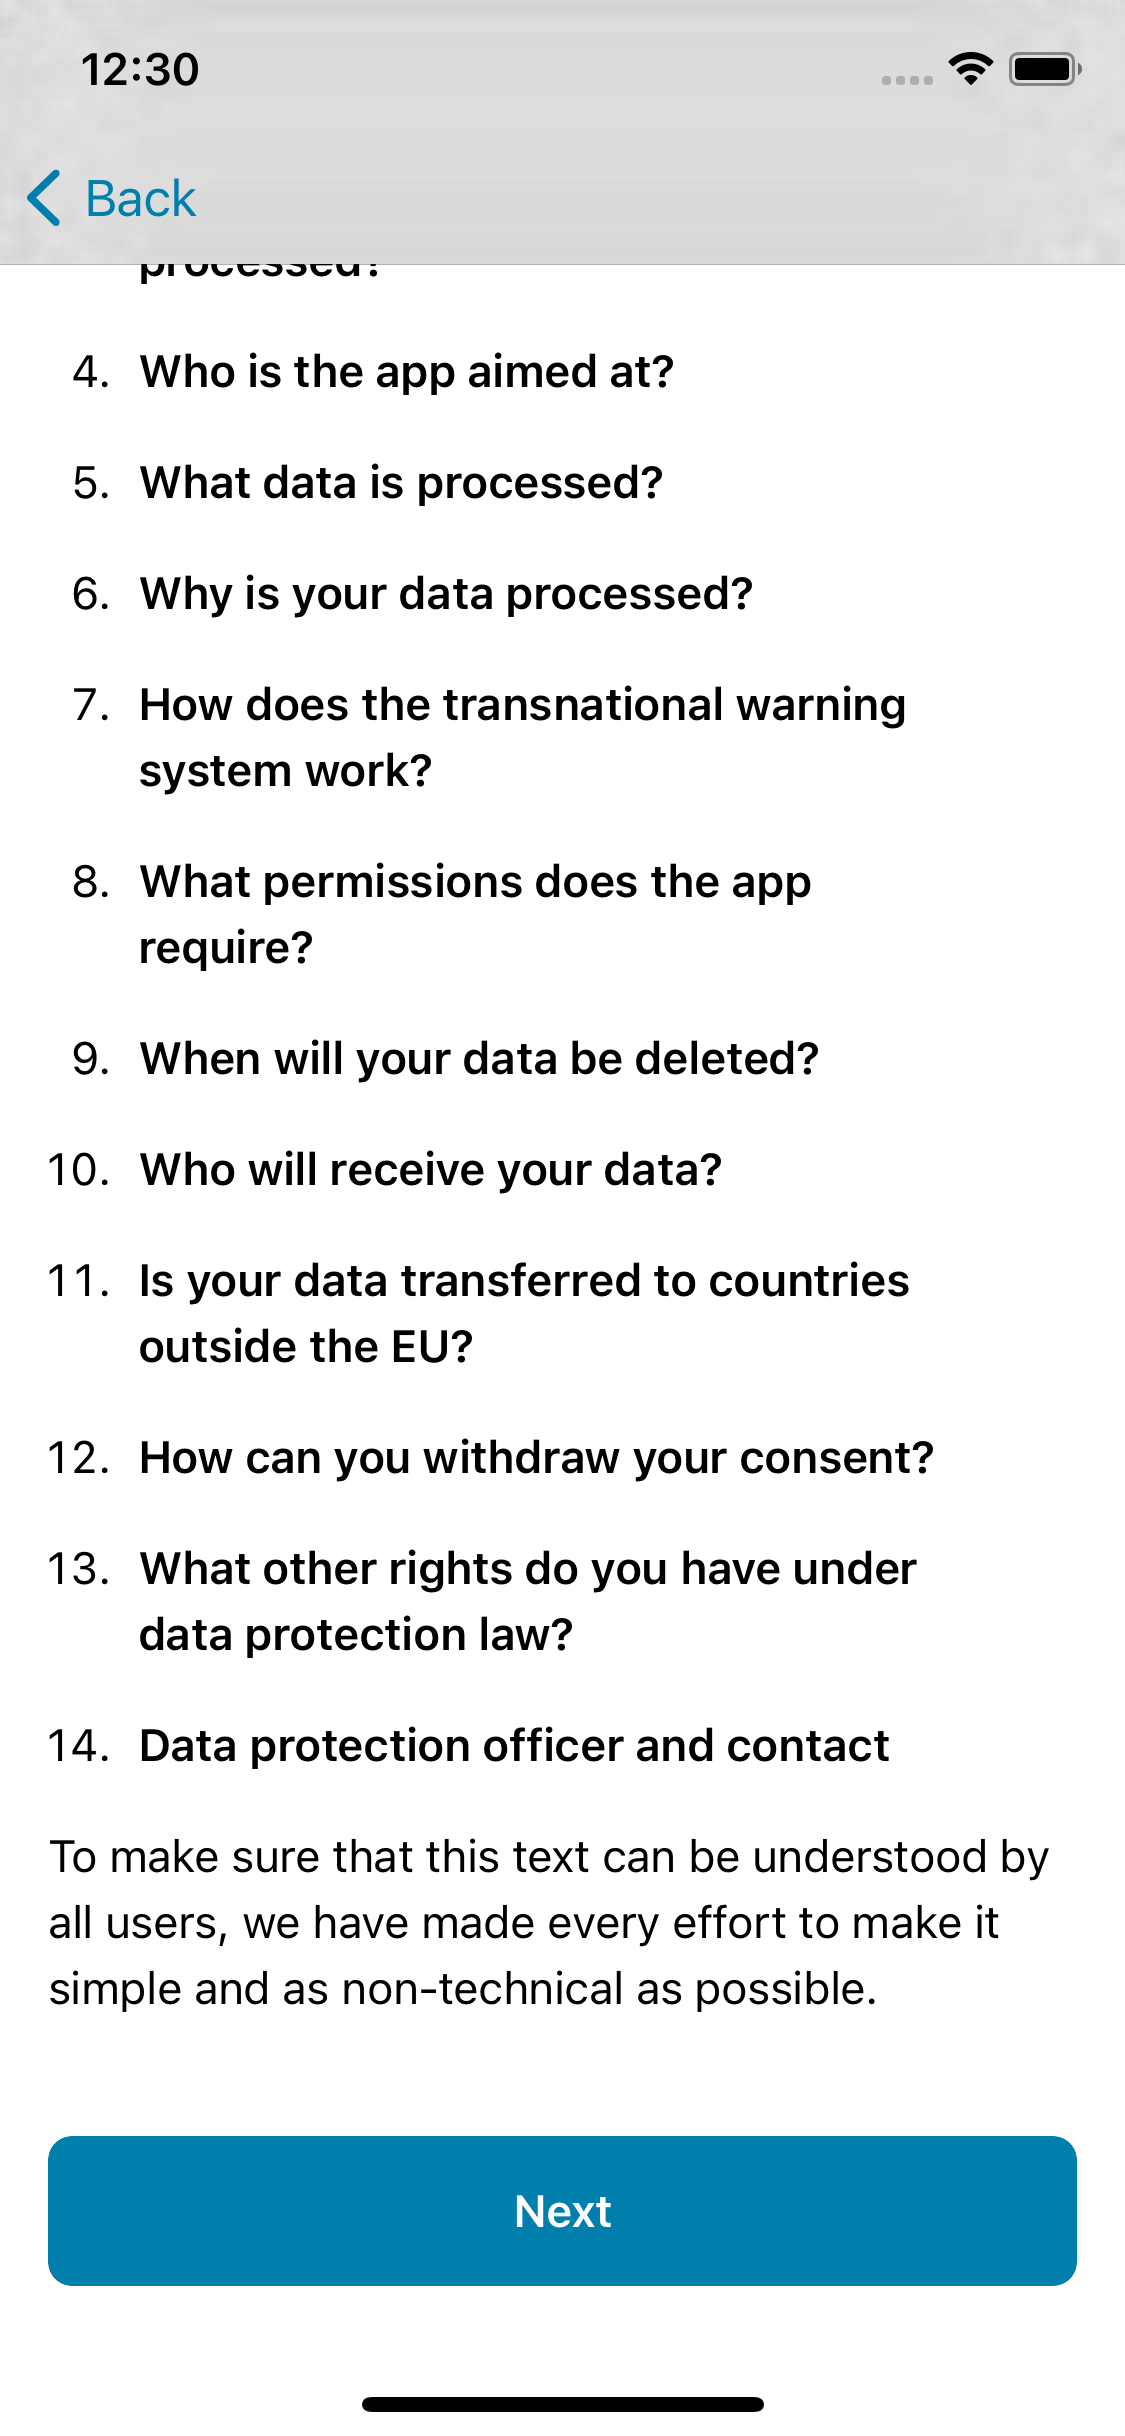 12:30
Back
processed?
4. Who is the app aimed at?
5. What data is processed?
6. Why is your data processed?
7. How does the transnational warning
system work?
8. What permissions does the app
require?
9. When will your data be deleted?
10. Who will receive your data?
11. Is your data transferred to countries
outside the EU?
12. How can you withdraw your consent?
13. What other rights do you have under
data protection law?
14. Data protection officer and contact
To make sure that this text can be understood by
all users, we have made every effort to make it
simple and as non-technical as possible.
Next